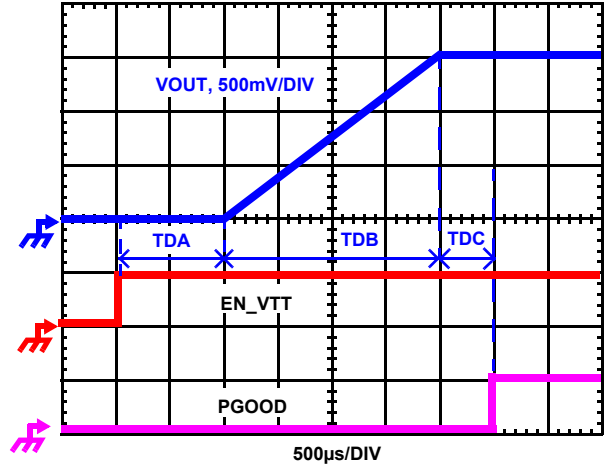 VOUT, 500mV/DIV
TDA
TDB
TDC
EN_VTT
PGOOD
500µs/DIV